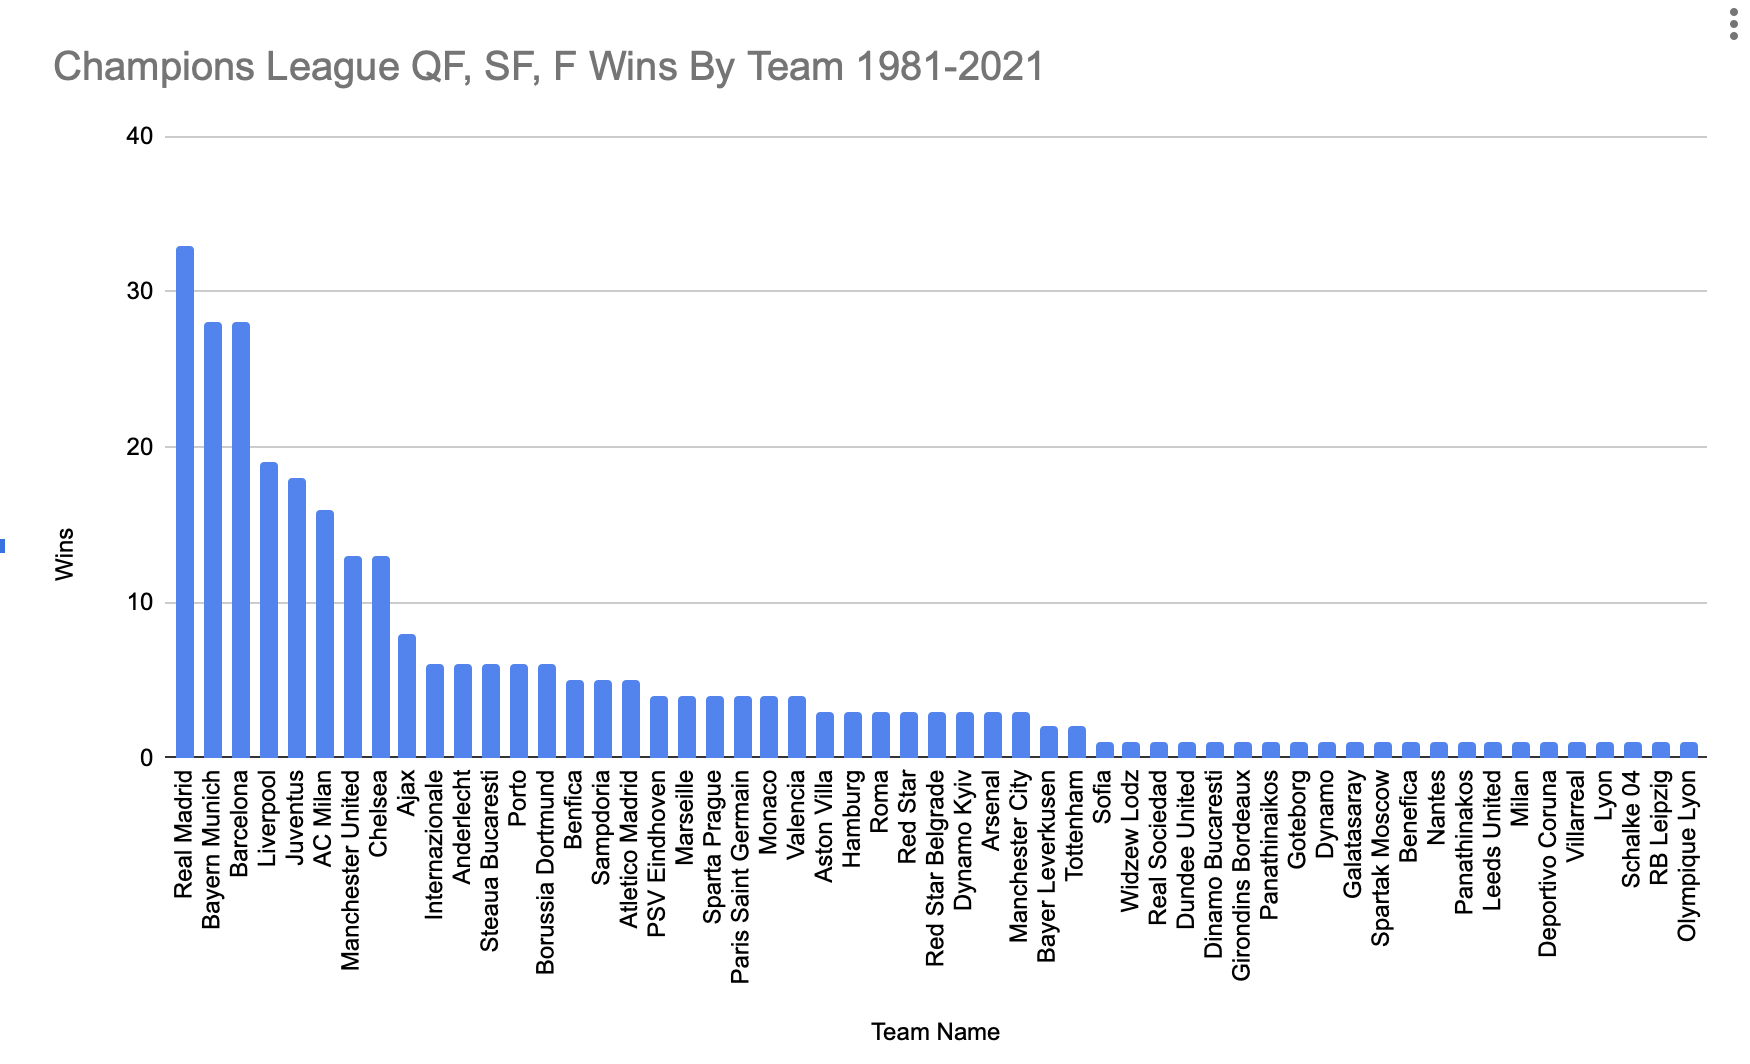 Champions League QF, SF, F Wins By Team 1981-2021
40
30
20
10
0
Wins
Real Madrid
Bayern Munich
Barcelona
Liverpool
Juventus
AC Milan
Manchester United
Chelsea
Ajax
Internazionale
Anderlecht
Steaua Bucaresti
Porto
Borussia Dortmund
Benfica
Sampdoria
Atletico Madrid
PSV Eindhoven
Marseille
Sparta Prague
Paris Saint Germain
Monaco
Valencia
Aston Villa
Hamburg
Roma
Red Star
Red Star Belgrade
Dynamo Kyiv
Arsenal
Manchester City
Bayer Leverkusen
Tottenham
Sofia
Widzew Lodz
Real Sociedad
Dundee United
Dinamo Bucaresti
Girondins Bordeaux
Panathinaikos
Goteborg
Dynamo
Galatasaray
Spartak Moscow
Benefica
Nantes
Panathinakos
Leeds United
Milan
Deportivo Coruna
Villarreal
Lyon
Schalke 04
RB Leipzig
Olympique Lyon
Team Name